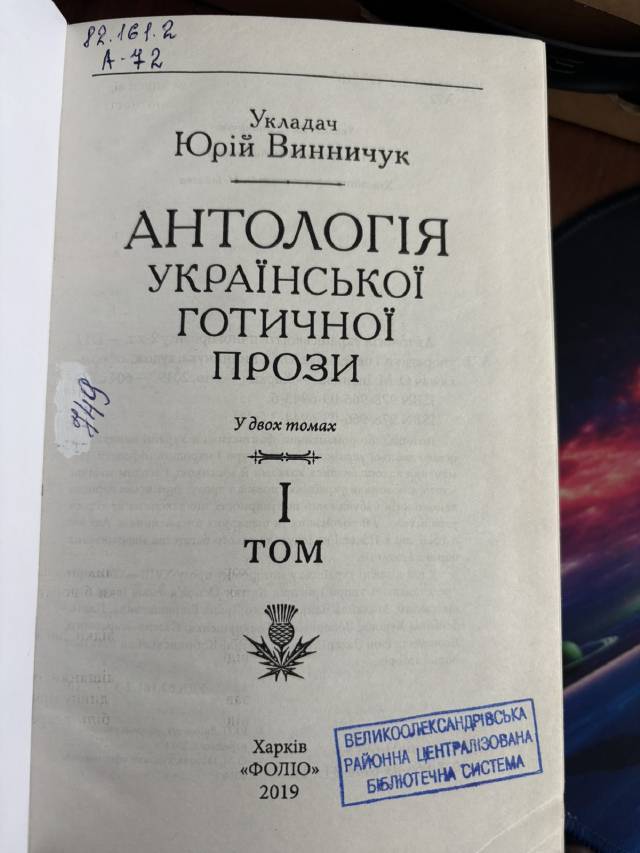 82.161.2
А-72
Укладач
Юрій Винничук
АНТОЛОГІЯ
УКРАЇНСЬКОЇ
ГОТИЧНОЇ
ПРОЗИ
749
У двох томах
І
ТОМ
Харків
«ФОЛІО»
2019
ВЕЛИКООЛЕКСАНДРІВСЬКА
РАЙОННА ЦЕНТРАЛІЗОВАНА
БІБЛІОТЕЧНА СИСТЕМА